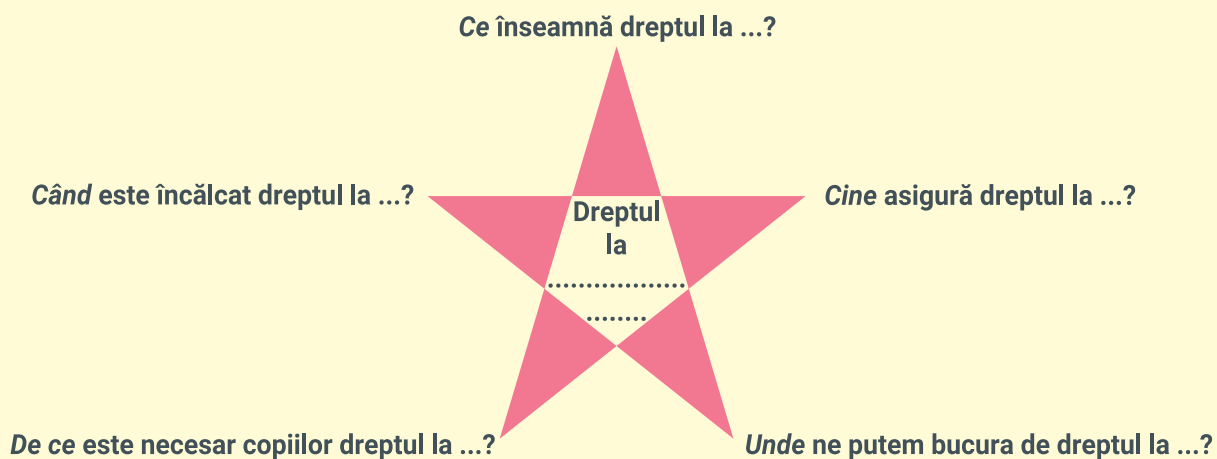 Ce înseamnă dreptul la ...?
Când este încălcat dreptul la ...?
Cine asigură dreptul la ...?
Dreptul
la
...................
........
De ce este necesar copiilor dreptul la ...?
Unde ne putem bucura de dreptul la ...?